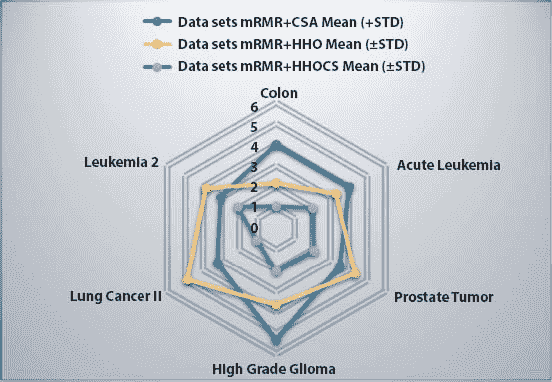 Data sets mRMR+CSA Mean (+STD)
Data sets mRMR+HHO Mean (±STD)
Data sets mRMR+HHOCS Mean (±STD)
Colon
6
5
4
3
2
1
0
Leukemia 2
Acute Leukemia
Lung Cancer II
Prostate Tumor
High Grade Glioma